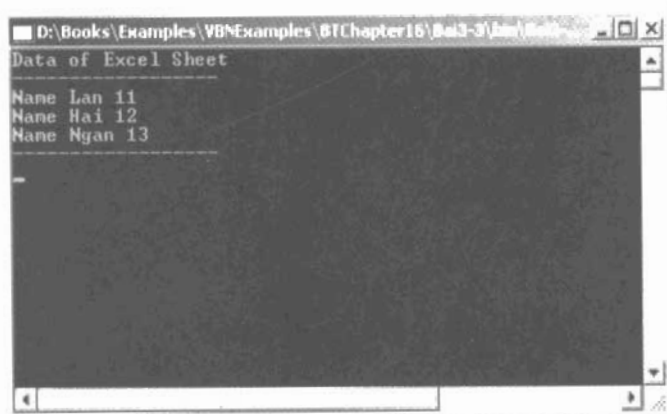 D:\Books\Examples\VBNExamples\BTChapter16\Bai3-3\bin\
Data of Excel Sheet
-------------------
Name Lan 11
Name Hai 12
Name Ngan 13
-------------------